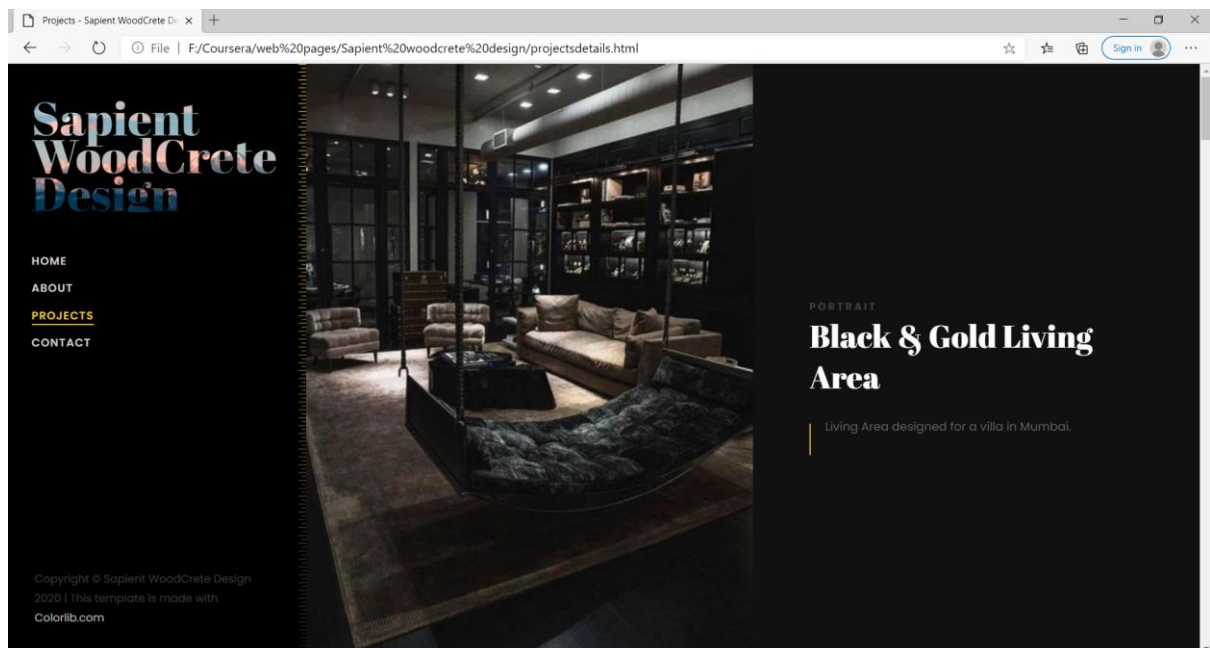 Projects - Sapient WoodCrete De
File | F:/Coursera/web%20pages/Sapient%20woodcrete%20design/projectsdetails.html
Sign in
Sapient
WoodCrete
Design
HOME
ABOUT
PROJECTS
CONTACT
Copyright © Sapient WoodCrete Design
2020 | This template is made with
Colorlib.com
PORTRAIT
Black & Gold Living
Area
Living Area designed for a villa in Mumbai.